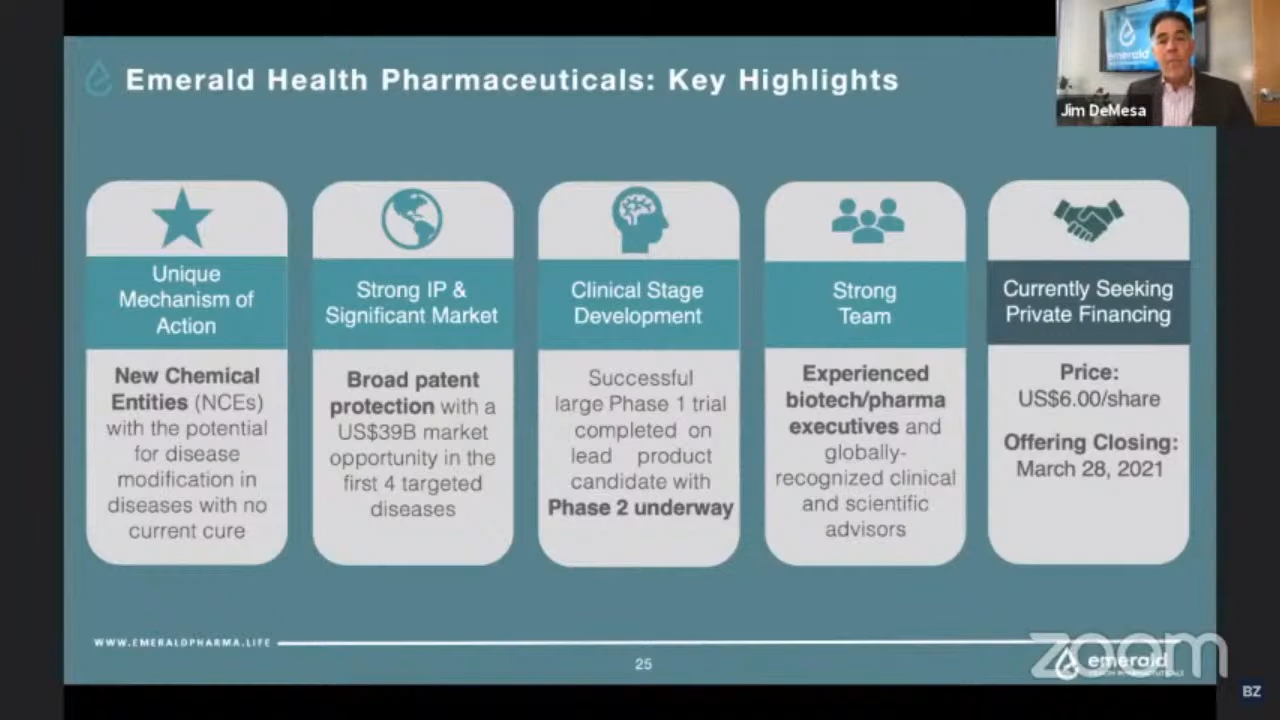 Emerald Health Pharmaceuticals: Key Highlights
emerald
Jim DeMesa
Unique
Mechanism of
Action
New Chemical
Entities (NCEs)
with the potential
for disease
modification in
diseases with no
current cure
Strong IP &
Significant Market
Broad patent
protection with a
US$39B market
opportunity in the
first 4 targeted
diseases
Clinical Stage
Development
Successful
large Phase 1 trial
completed on
lead product
candidate with
Phase 2 underway
Strong
Team
Experienced
biotech/pharma
executives and
globally-
recognized clinical
and scientific
advisors
Currently Seeking
Private Financing
Price:
US$6.00/share
Offering Closing:
March 28, 2021
WWW.EMERALDPHARMA.LIFE
25
zoom
emerald
HEALTH PHARMACEUTICALS
BZ